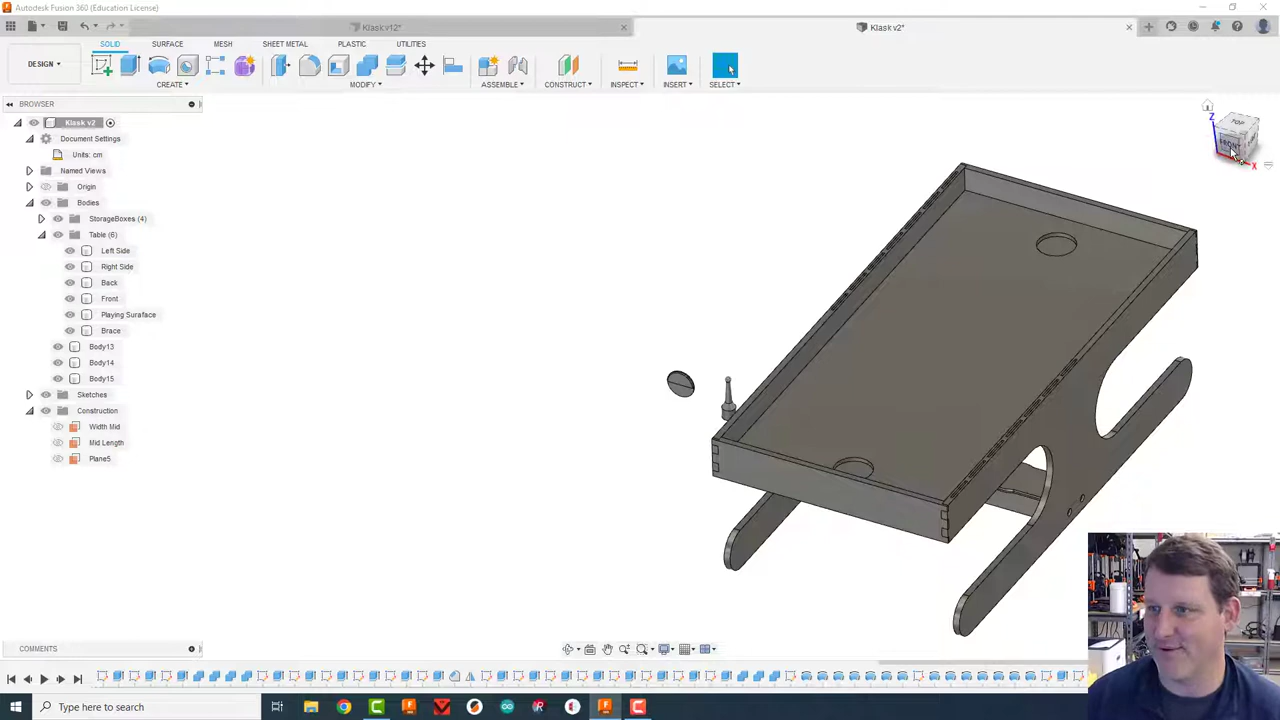 Autodesk Fusion 360 (Education License)
Klask v12*
Klask v2*
SOLID SURFACE MESH SHEET METAL PLASTIC UTILITIES
DESIGN
CREATE MODIFY ASSEMBLE CONSTRUCT INSPECT INSERT SELECT
BROWSER
Klask v2
Document Settings
Units: cm
Named Views
Origin
Bodies
StorageBoxes (4)
Table (6)
Left Side
Right Side
Back
Front
Playing Suraface
Brace
Body13
Body14
Body15
Sketches
Construction
Width Mid
Mid Length
Plane5
Z
TOP
FRONT
X
COMMENTS
Type here to search